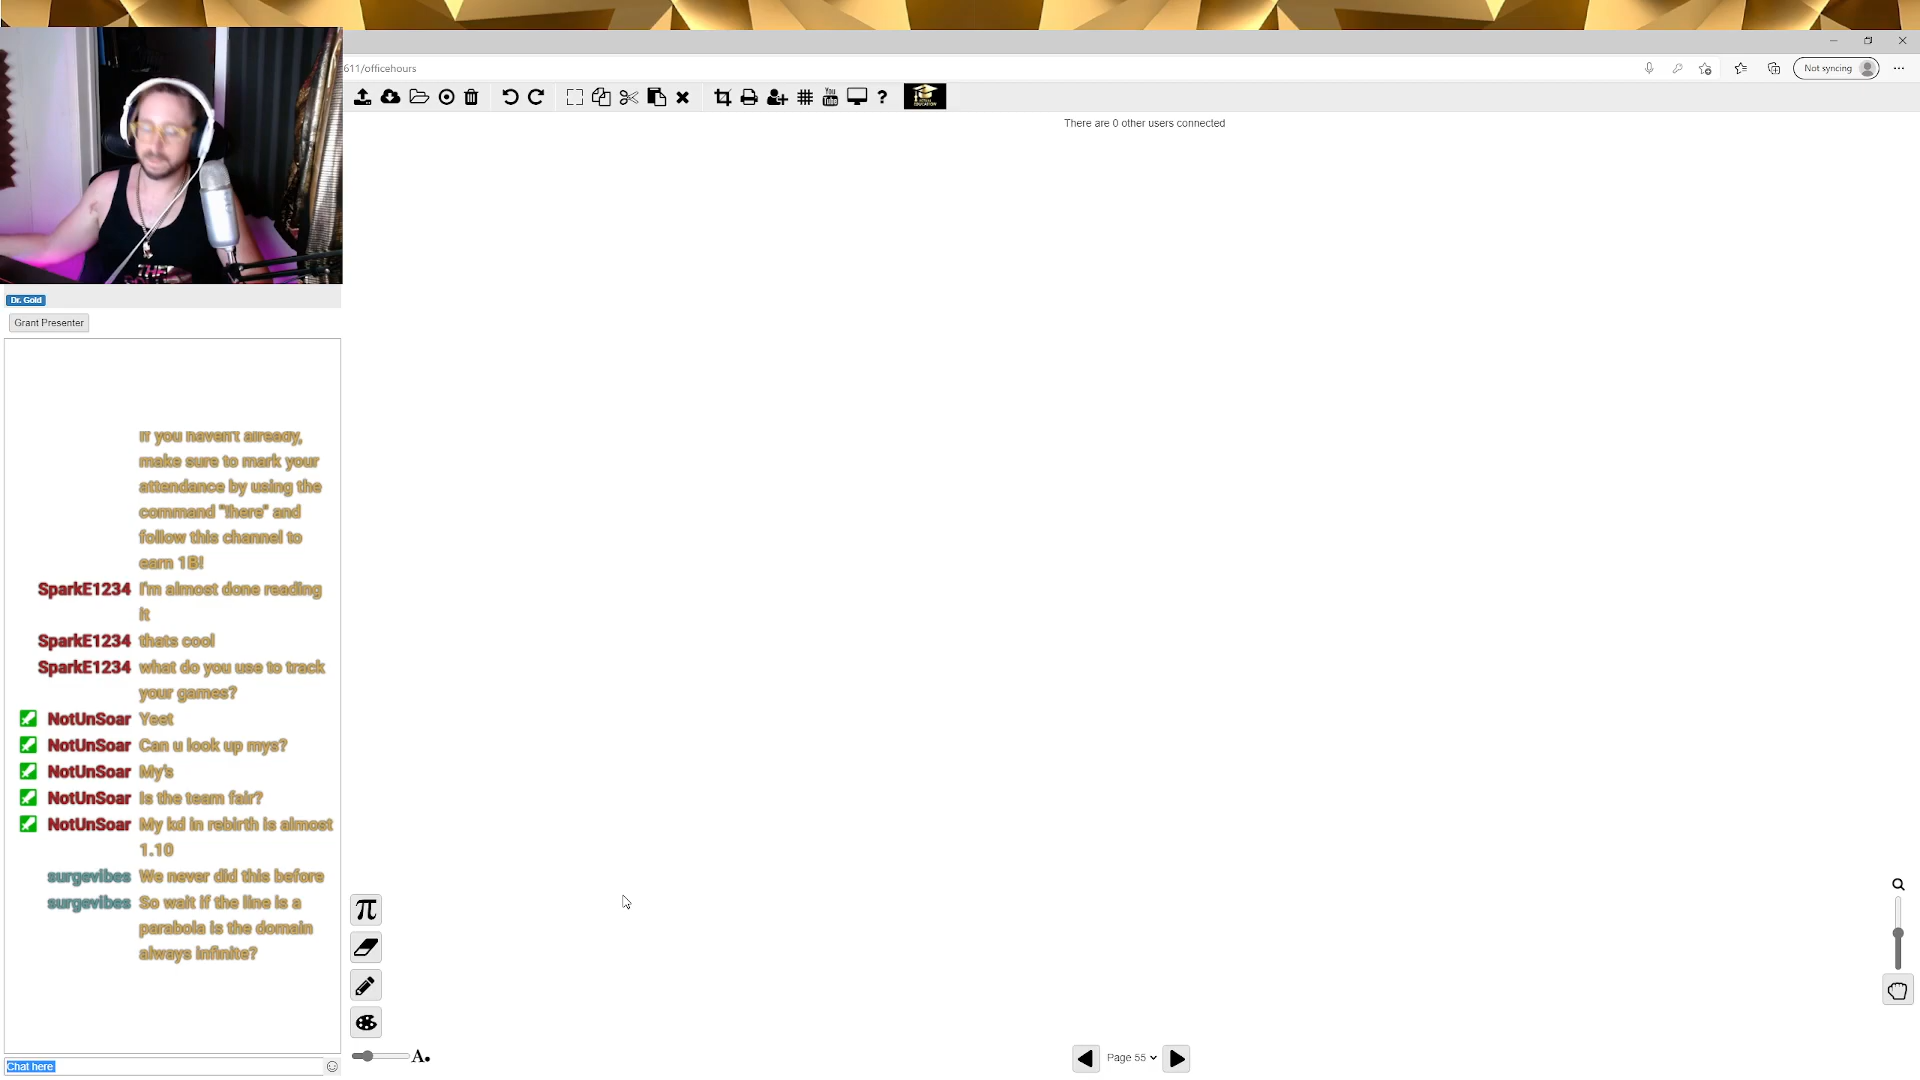 611/officehours
Not syncing
You
Tube
?
EDUCATION
There are 0 other users connected
THE
Dr. Gold
Grant Presenter
If you haven't already,
make sure to mark your
attendance by using the
command "!here" and
follow this channel to
earn 1B!
SparkE1234 I'm almost done reading
it
SparkE1234 thats cool
SparkE1234 what do you use to track
your games?
NotUnSoar Yeet
NotUnSoar Can u look up mys?
NotUnSoar My's
NotUnSoar Is the team fair?
NotUnSoar My kd in rebirth is almost
1.10
surgevibes We never did this before
surgevibes So wait if the line is a
parabola is the domain
always infinite?
Chat here
π
A.
Page 55